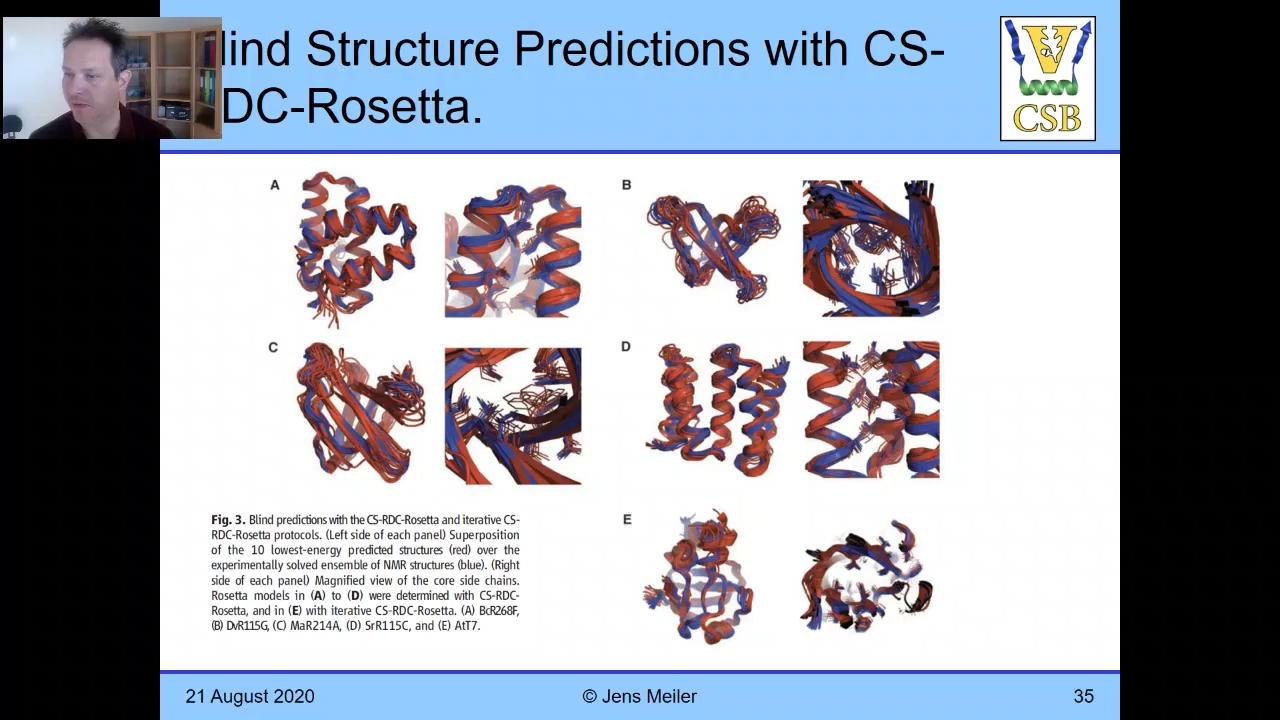 lind Structure Predictions with CS-
DC-Rosetta.
V
CSB
A
B
C
D
Fig. 3. Blind predictions with the CS-RDC-Rosetta and iterative CS-
RDC-Rosetta protocols. (Left side of each panel) Superposition
of the 10 lowest-energy predicted structures (red) over the
experimentally solved ensemble of NMR structures (blue). (Right
side of each panel) Magnified view of the core side chains.
Rosetta models in (A) to (D) were determined with CS-RDC-
Rosetta, and in (E) with iterative CS-RDC-Rosetta. (A) BcR268F,
(B) DvR115G, (C) MaR214A, (D) SrR115C, and (E) AtT7.
E
21 August 2020
© Jens Meiler
35